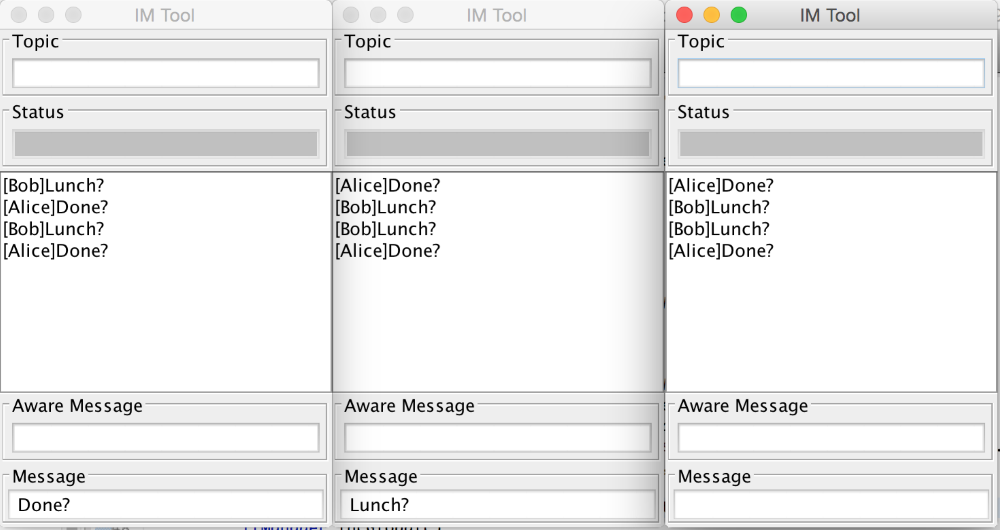 IM Tool
Topic
Status
[Bob]Lunch?
[Alice]Done?
[Bob]Lunch?
[Alice]Done?
Aware Message
Message
Done?
IM Tool
Topic
Status
[Alice]Done?
[Bob]Lunch?
[Bob]Lunch?
[Alice]Done?
Aware Message
Message
Lunch?
IM Tool
Topic
Status
[Alice]Done?
[Bob]Lunch?
[Bob]Lunch?
[Alice]Done?
Aware Message
Message